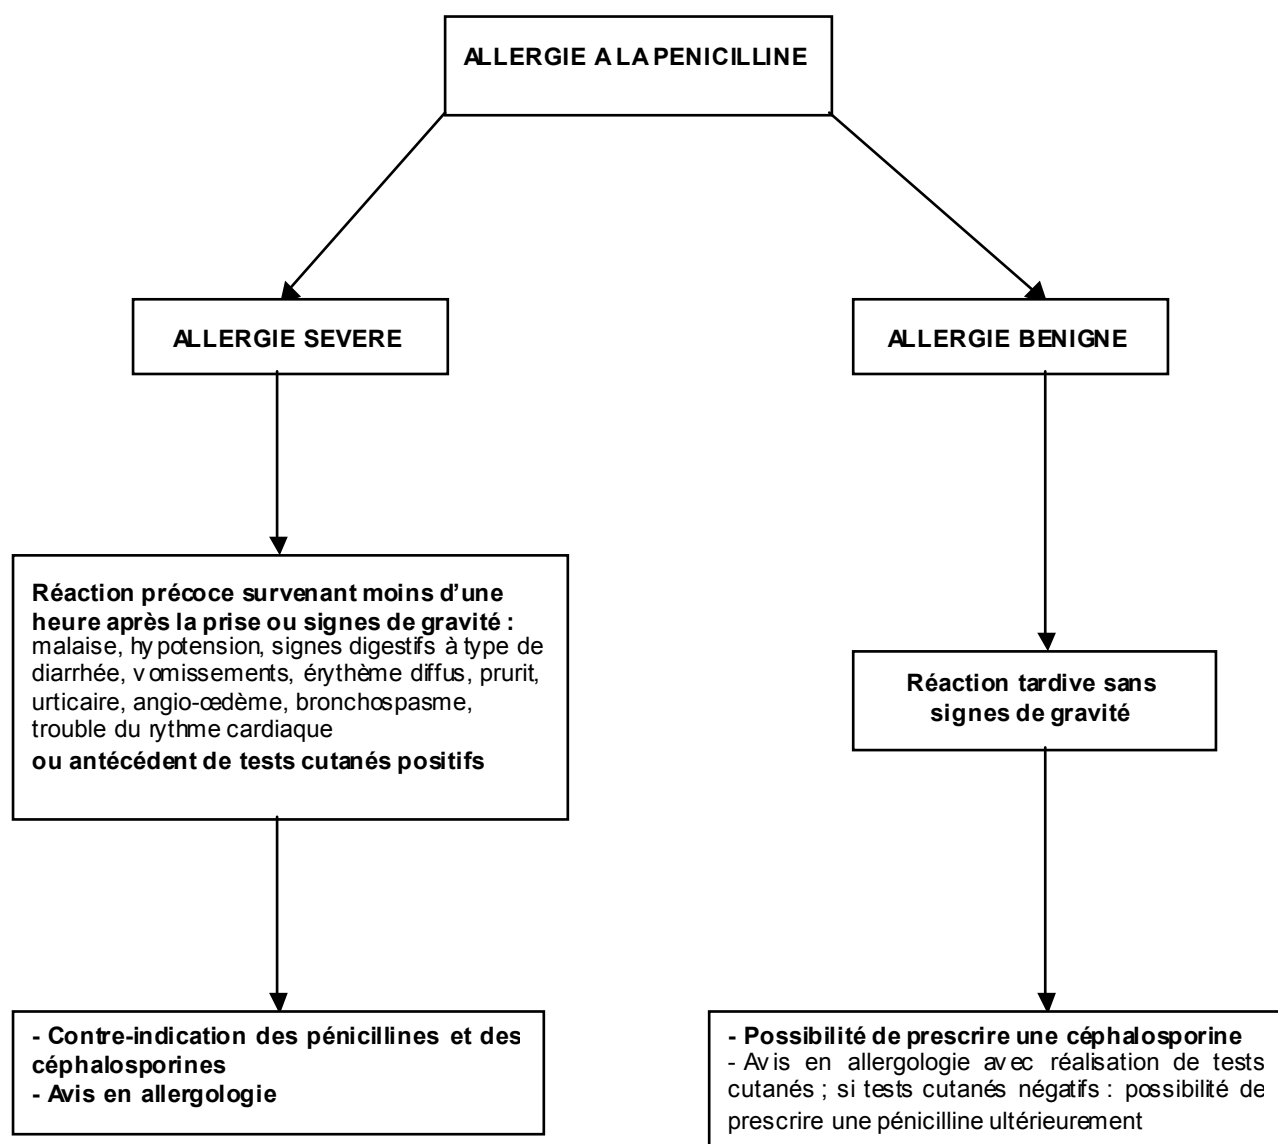 ALLERGIE A LA PENICILLINE
ALLERGIE SEVERE
ALLERGIE BENIGNE
Réaction précoce survenant moins d’une
heure après la prise ou signes de gravité :
malaise, hypotension, signes digestifs à type de
diarrhée, vomissements, érythème diffus, prurit,
urticaire, angio-œdème, bronchospasme,
trouble du rythme cardiaque
ou antécédent de tests cutanés positifs
Réaction tardive sans
signes de gravité
- Contre-indication des pénicillines et des
céphalosporines
- Avis en allergologie
- Possibilité de prescrire une céphalosporine
- Avis en allergologie avec réalisation de tests
cutanés ; si tests cutanés négatifs : possibilité de
prescrire une pénicilline ultérieurement